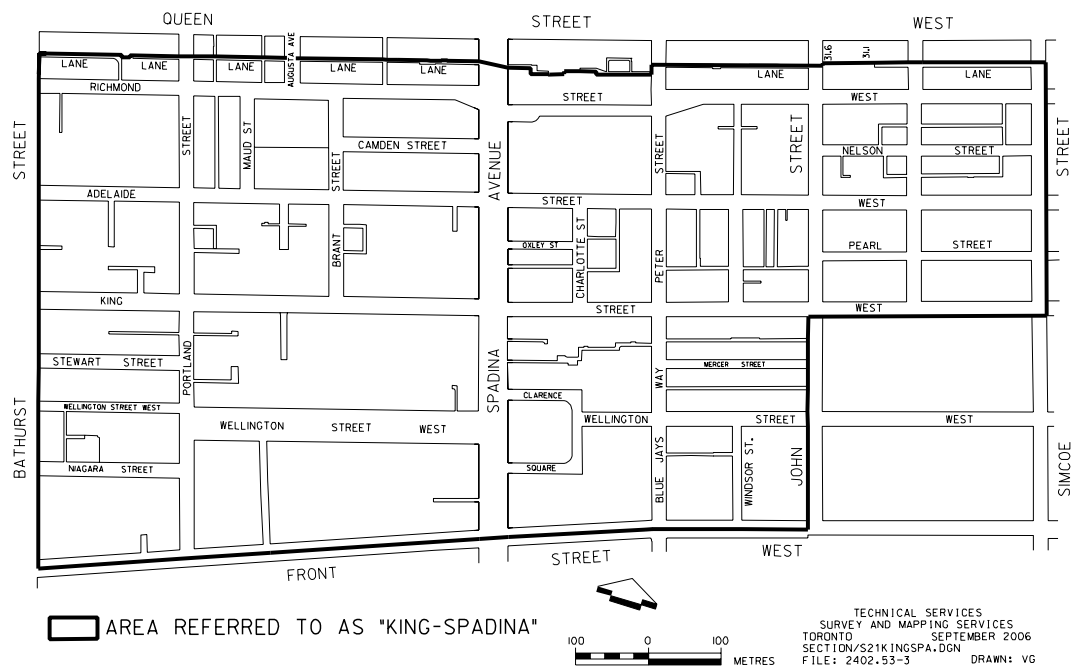 QUEEN STREET WEST
AUGUSTA AVE
31.6
31.1
LANE LANE LANE LANE LANE LANE LANE
RICHMOND STREET WEST
STREET
STREET
MAUD ST
STREET
CAMDEN STREET
AVENUE
STREET
STREET
NELSON STREET
STREET
ADELAIDE STREET WEST
BRANT
OXLEY ST
CHARLOTTE ST
PETER
PEARL STREET
KING STREET WEST
STEWART STREET
PORTLAND
SPADINA
WAY
MERCER STREET
WELLINGTON STREET WEST
CLARENCE
BATHURST
WELLINGTON STREET WEST
WELLINGTON STREET WEST
NIAGARA STREET
SQUARE
BLUE JAYS
WINDSOR ST.
JOHN
SIMCOE
FRONT STREET WEST
AREA REFERRED TO AS "KING-SPADINA"
100 0 100
METRES
TECHNICAL SERVICES
SURVEY AND MAPPING SERVICES
TORONTO SEPTEMBER 2006
SECTION/S21KINGSPA.DGN
FILE: 2402.53-3 DRAWN: VG